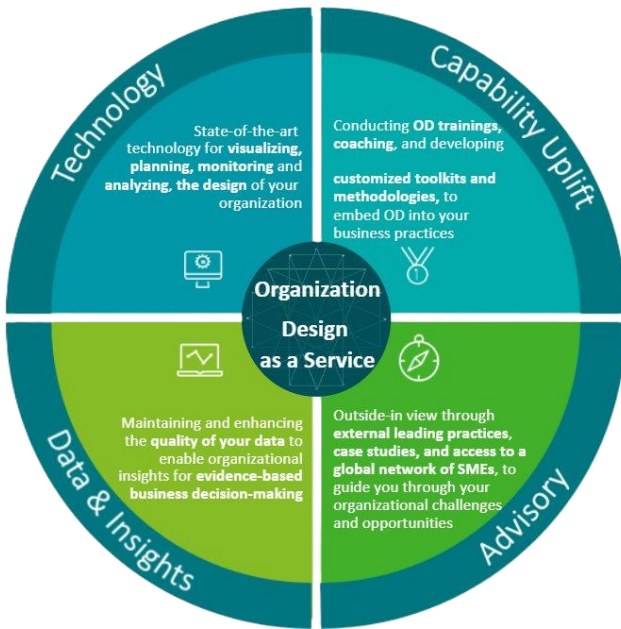 Technology
State-of-the-art
technology for visualizing,
planning, monitoring and
analyzing, the design of your
organization
Capability Uplift
Conducting OD trainings,
coaching, and developing
customized toolkits and
methodologies, to
embed OD into your
business practices
1
Organization
Design
as a Service
Data & Insights
Maintaining and enhancing
the quality of your data to
enable organizational
insights for evidence-based
business decision-making
Advisory
Outside-in view through
external leading practices,
case studies, and access to a
global network of SMEs, to
guide you through your
organizational challenges
and opportunities